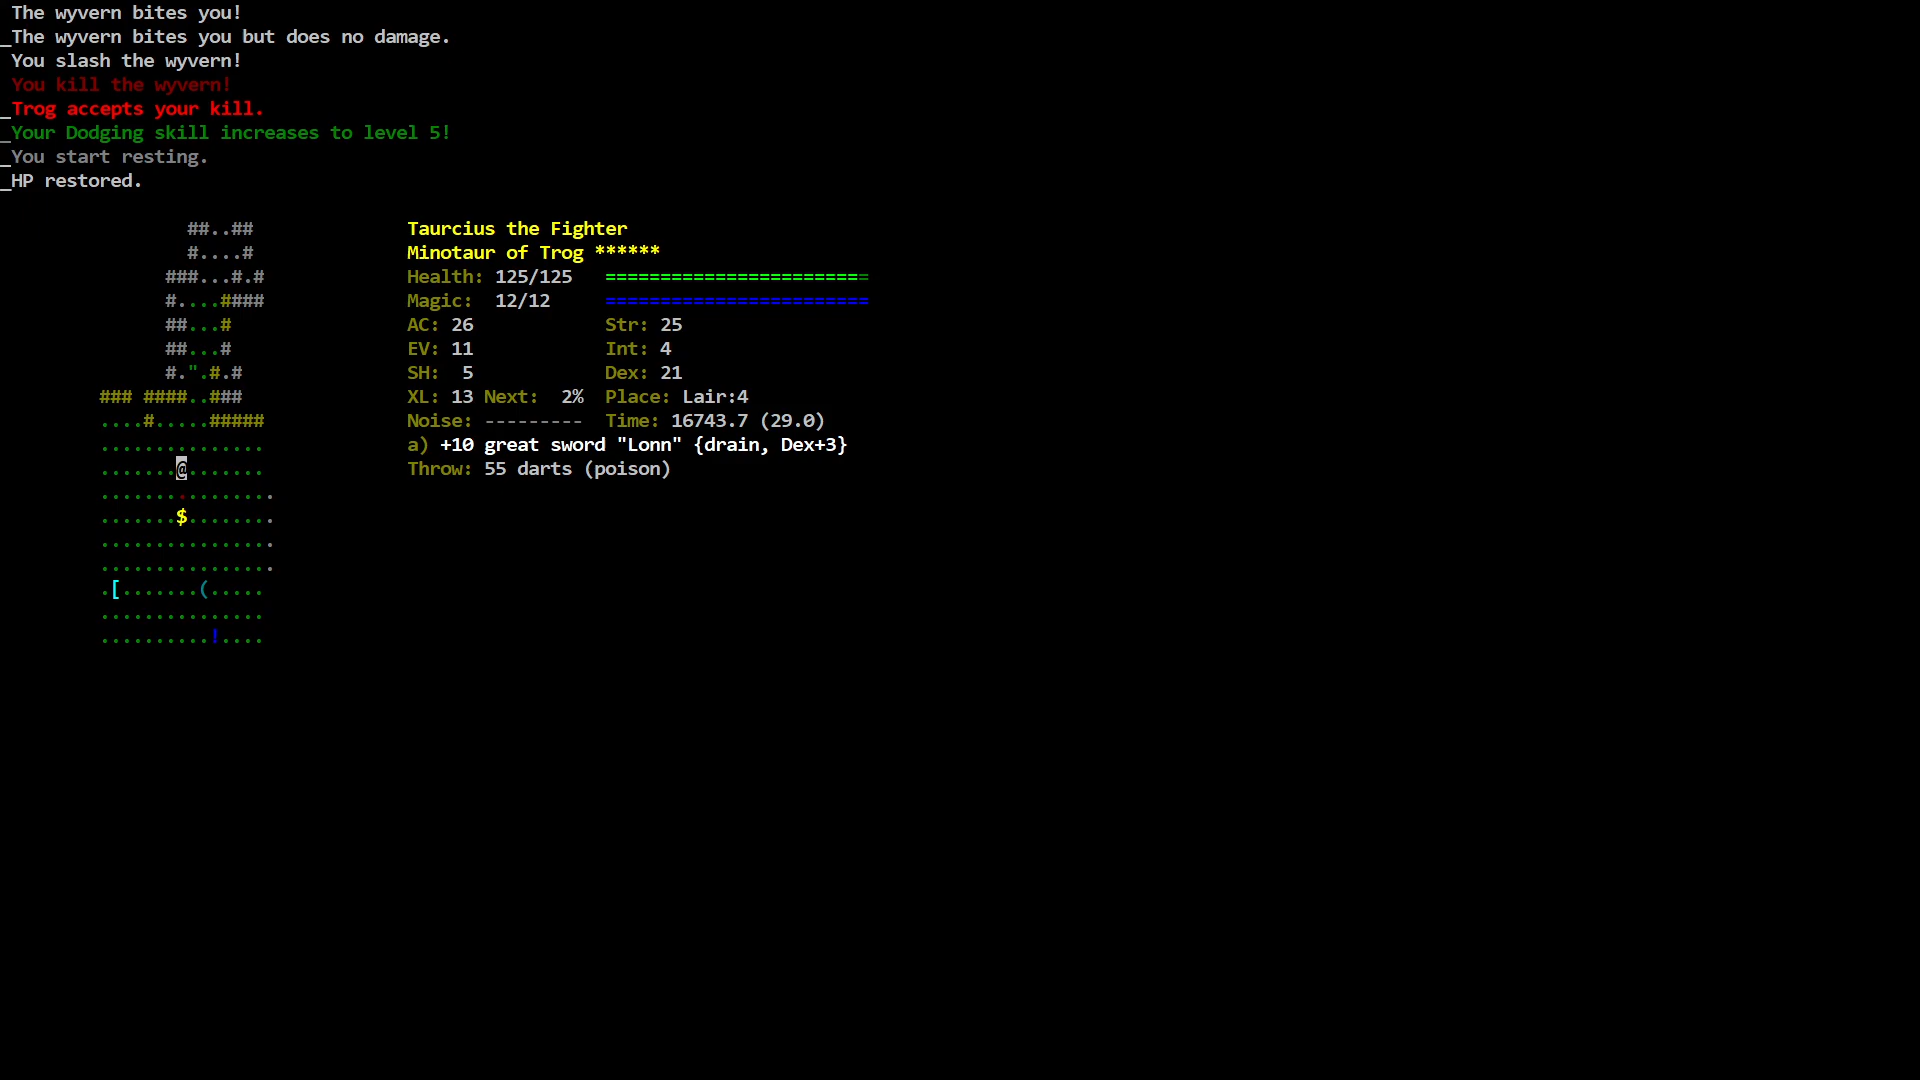 The wyvern bites you!
_The wyvern bites you but does no damage.
You slash the wyvern!
You kill the wyvern!
_Trog accepts your kill.
_Your Dodging skill increases to level 5!
_You start resting.
_HP restored.
##..##
#....#
###...#.#
#....#####
##...#
##...#
#.".#.#
### ####..###
....#.....#####
...............
.......@.......
................
.......$........
................
................
.[.......(.....
...............
..........!....
Taurcius the Fighter
Minotaur of Trog ******
Health: 125/125 ========================
Magic: 12/12 ========================
AC: 26 Str: 25
EV: 11 Int: 4
SH: 5 Dex: 21
XL: 13 Next: 2% Place: Lair:4
Noise: --------- Time: 16743.7 (29.0)
a) +10 great sword "Lonn" {drain, Dex+3}
Throw: 55 darts (poison)